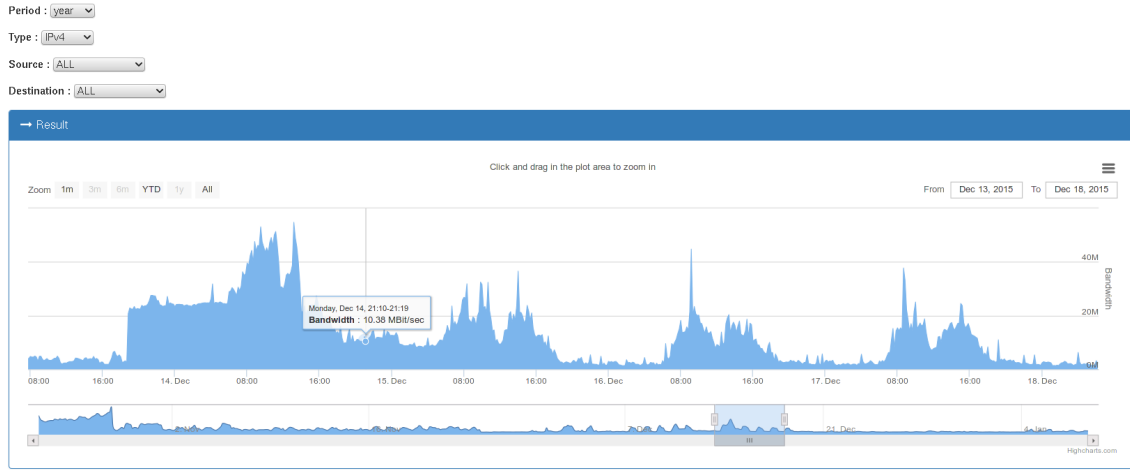 Period : year
Type : IPv4
Source : ALL
Destination : ALL
Result
Click and drag in the plot area to zoom in
Zoom 1m 3m 6m YTD 1y All From Dec 13, 2015 To Dec 18, 2015
40M
Bandwidth
Monday, Dec 14, 21:10-21:19
Bandwidth : 10.38 MBit/sec
20M
0M
08:00 16:00 14. Dec 08:00 16:00 15. Dec 08:00 16:00 16. Dec 08:00 16:00 17. Dec 08:00 16:00 18. Dec
21. Dec 4. Jan
Highcharts.com